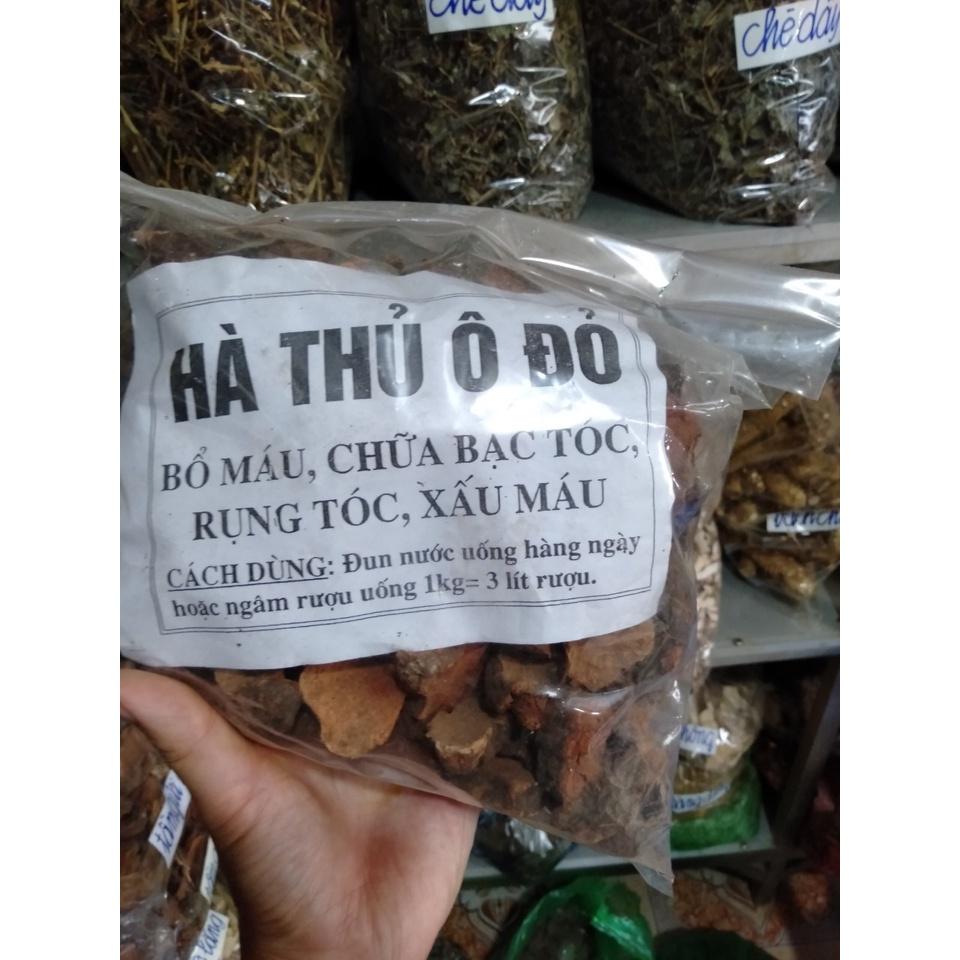 chè dây
chè dây
HÀ THỦ Ô ĐỎ
BỔ MÁU, CHỮA BẠC TÓC,
RỤNG TÓC, XẤU MÁU
CÁCH DÙNG: Đun nước uống hàng ngày
hoặc ngâm rượu uống 1kg= 3 lít rượu.